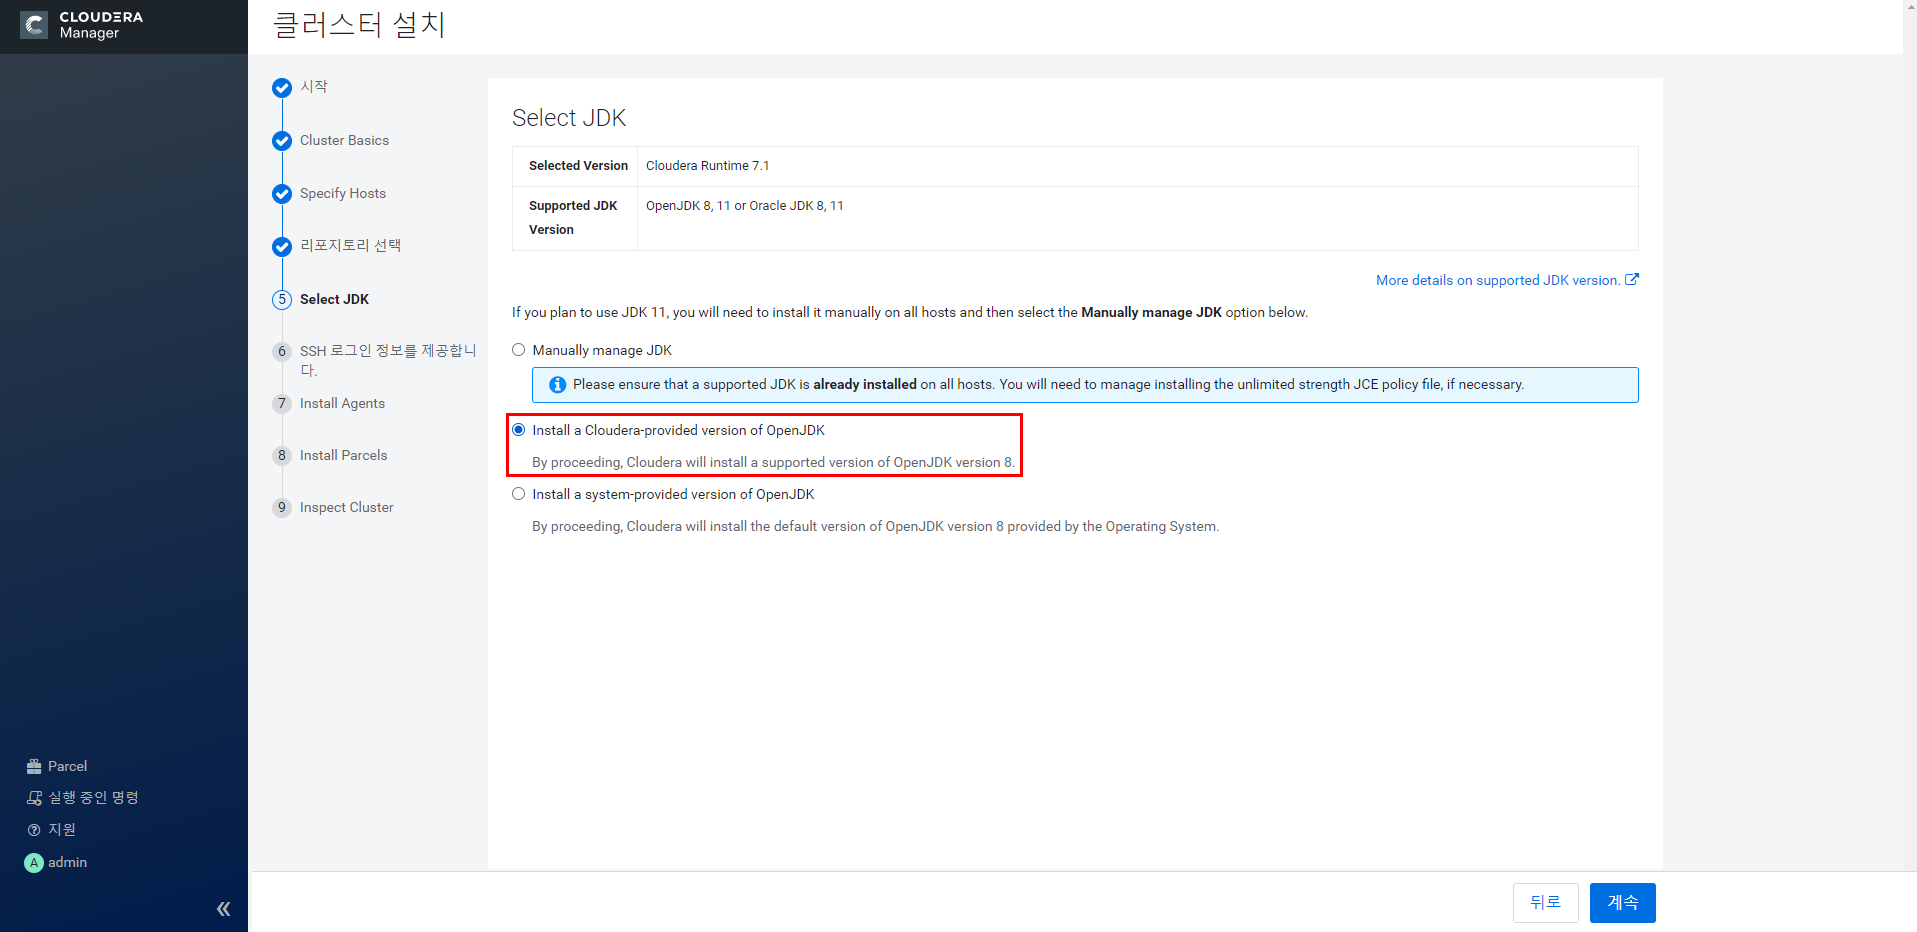 CLOUDERA
Manager
클러스터 설치
시작
Cluster Basics
Specify Hosts
리포지토리 선택
5 Select JDK
6 SSH 로그인 정보를 제공합니
다.
7 Install Agents
8 Install Parcels
9 Inspect Cluster
Select JDK
Selected Version Cloudera Runtime 7.1
Supported JDK OpenJDK 8, 11 or Oracle JDK 8, 11
Version
More details on supported JDK version.
If you plan to use JDK 11, you will need to install it manually on all hosts and then select the Manually manage JDK option below.
Manually manage JDK
Please ensure that a supported JDK is already installed on all hosts. You will need to manage installing the unlimited strength JCE policy file, if necessary.
Install a Cloudera-provided version of OpenJDK
By proceeding, Cloudera will install a supported version of OpenJDK version 8.
Install a system-provided version of OpenJDK
By proceeding, Cloudera will install the default version of OpenJDK version 8 provided by the Operating System.
Parcel
실행 중인 명령
지원
A admin
뒤로
계속